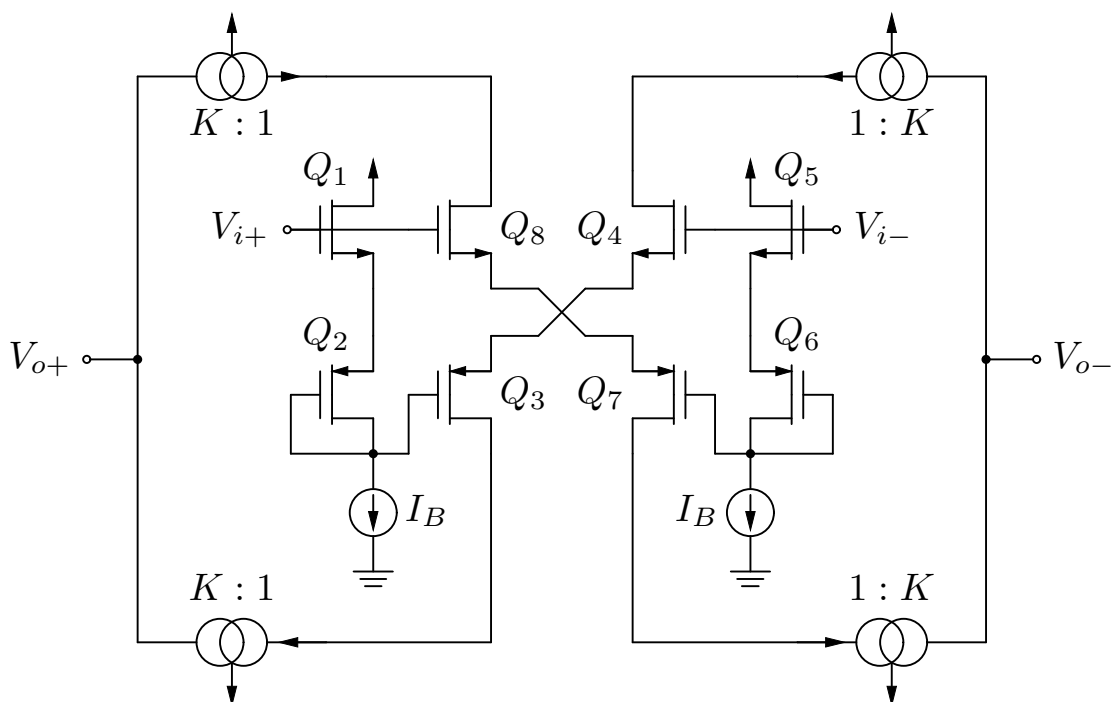 K : 1
1 : K
Q1
Q5
Vi+
Q8
Q4
Vi−
Q2
Q6
Vo+
Vo−
Q3
Q7
IB
IB
K : 1
1 : K